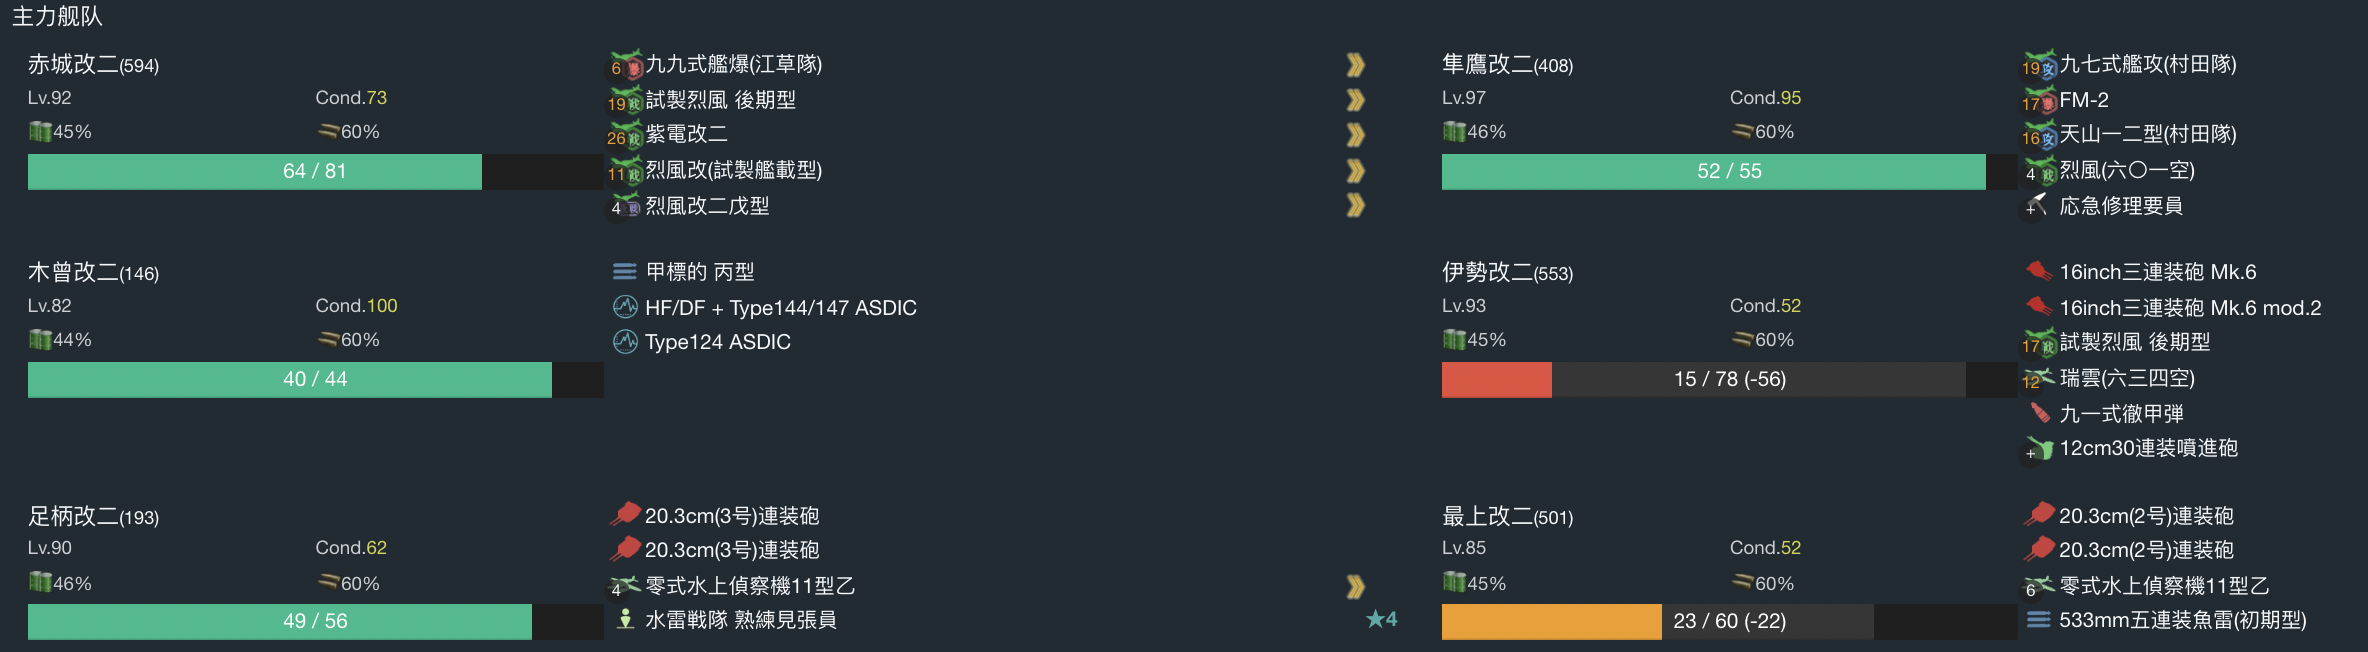 主力舰队
赤城改二(594)
Lv.92 Cond.73
45% 60%
64 / 81
6 爆 九九式艦爆(江草隊)
19 戦 試製烈風 後期型
26 戦 紫電改二
11 戦 烈風改(試製艦載型)
4 戦 烈風改二戊型
隼鷹改二(408)
Lv.97 Cond.95
46% 60%
52 / 55
19 攻 九七式艦攻(村田隊)
17 爆 FM-2
16 攻 天山一二型(村田隊)
4 戦 烈風(六〇一空)
+ 応急修理要員
木曾改二(146)
Lv.82 Cond.100
44% 60%
40 / 44
甲標的 丙型
HF/DF + Type144/147 ASDIC
Type124 ASDIC
伊勢改二(553)
Lv.93 Cond.52
45% 60%
15 / 78 (-56)
16inch三連装砲 Mk.6
16inch三連装砲 Mk.6 mod.2
17 戦 試製烈風 後期型
12 瑞雲(六三四空)
九一式徹甲弾
+ 12cm30連装噴進砲
足柄改二(193)
Lv.90 Cond.62
46% 60%
49 / 56
20.3cm(3号)連装砲
20.3cm(3号)連装砲
4 零式水上偵察機11型乙
水雷戦隊 熟練見張員 ★4
最上改二(501)
Lv.85 Cond.52
45% 60%
23 / 60 (-22)
20.3cm(2号)連装砲
20.3cm(2号)連装砲
6 零式水上偵察機11型乙
533mm五連装魚雷(初期型)